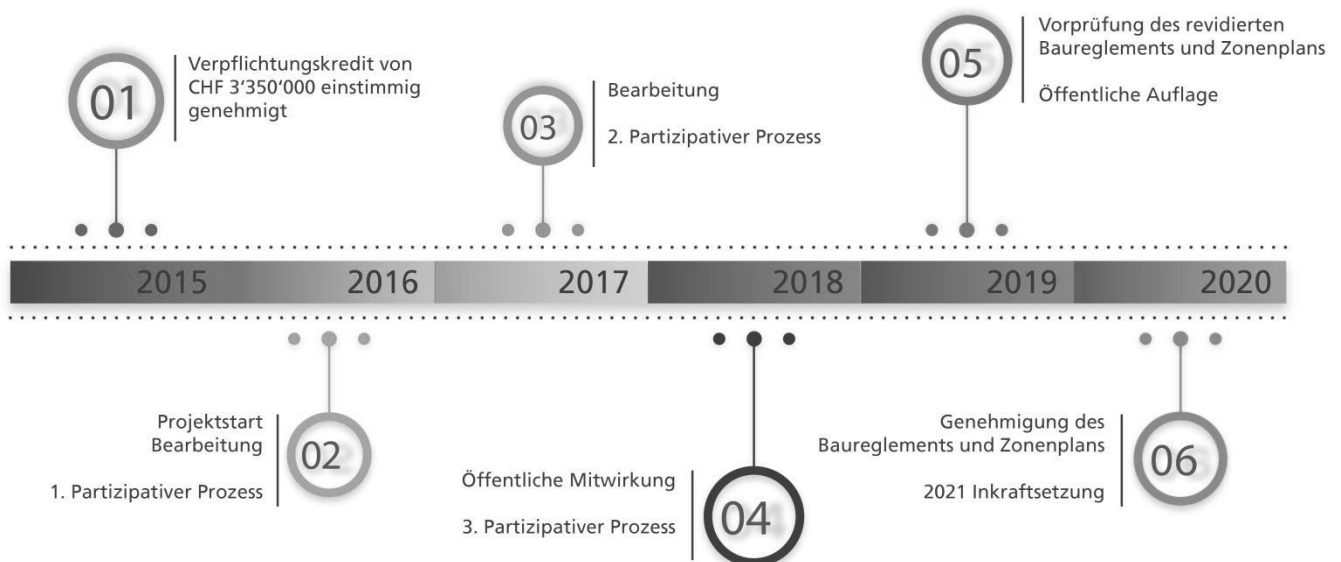 01
Verpflichtungskredit von
CHF 3‘350‘000 einstimmig
genehmigt
03
Bearbeitung
2. Partizipativer Prozess
05
Vorprüfung des revidierten
Baureglements und Zonenplans
Öffentliche Auflage
2015
2016
2017
2018
2019
2020
Projektstart
Bearbeitung
1. Partizipativer Prozess
02
Öffentliche Mitwirkung
3. Partizipativer Prozess
04
Genehmigung des
Baureglements und Zonenplans
2021 Inkraftsetzung
06